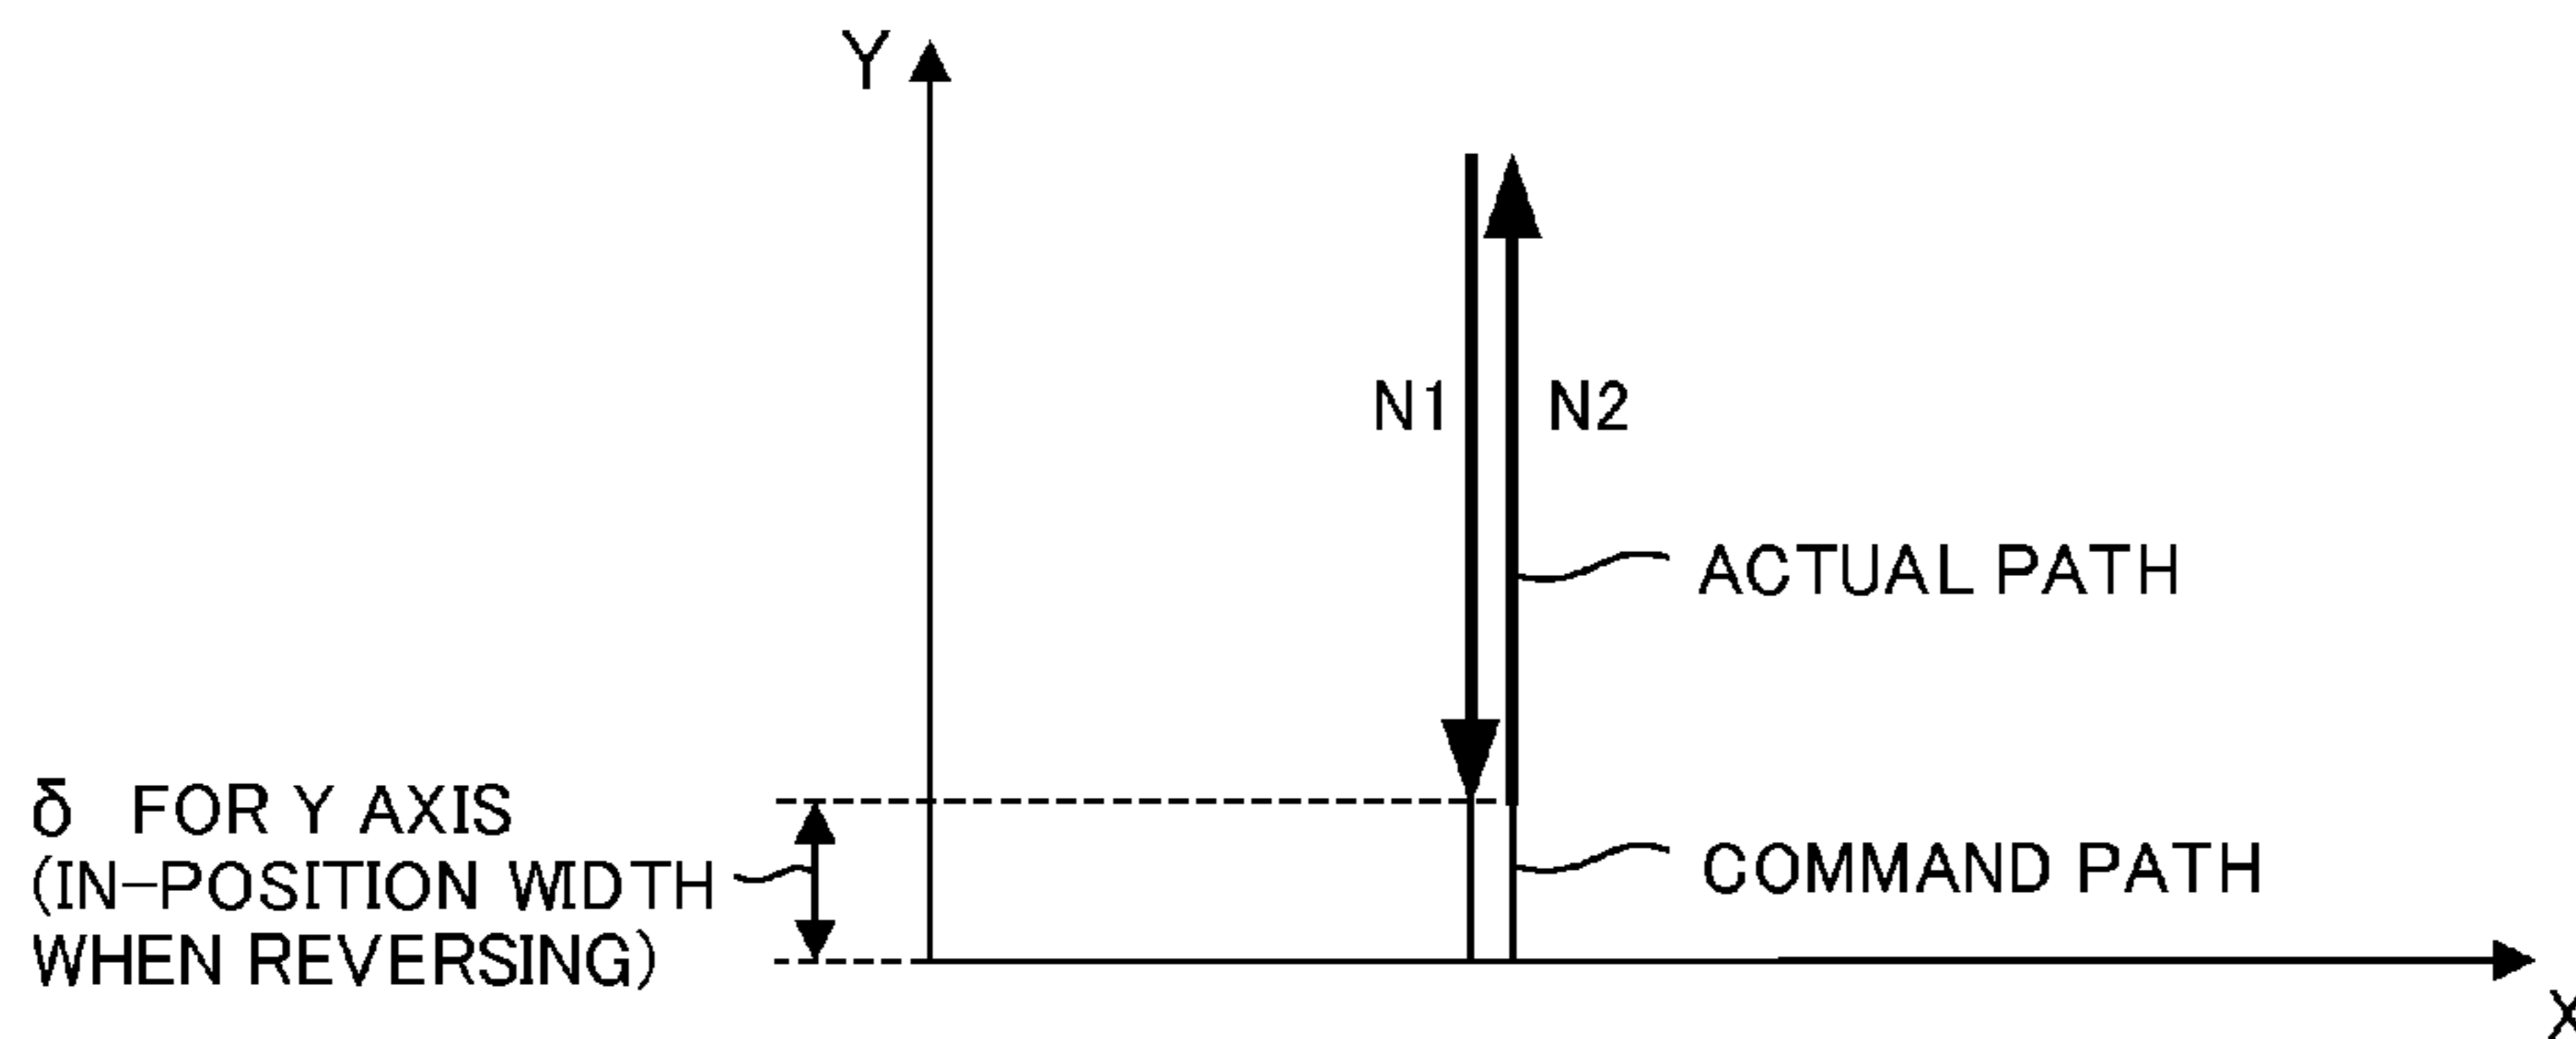 Y
N1
N2
ACTUAL PATH
δ FOR Y AXIS
(IN-POSITION WIDTH
WHEN REVERSING)
COMMAND PATH
X